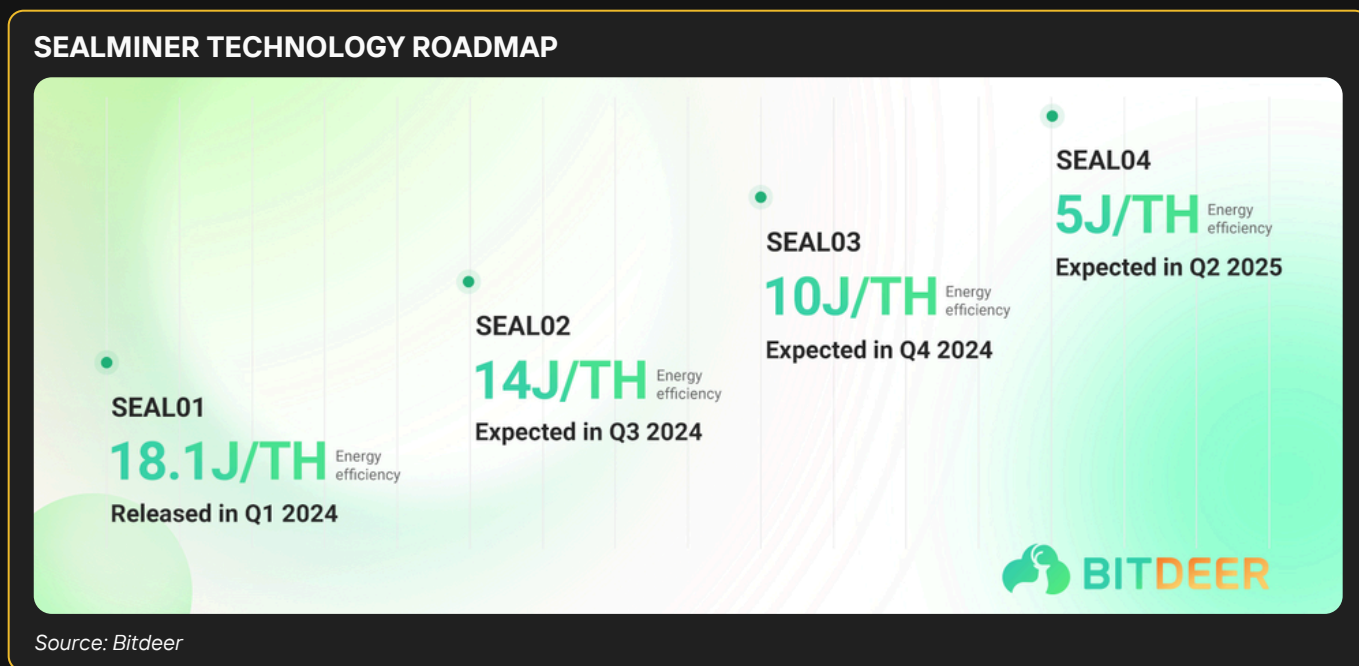 SEALMINER TECHNOLOGY ROADMAP
SEAL01
18.1J/TH Energy
efficiency
Released in Q1 2024
SEAL02
14J/TH Energy
efficiency
Expected in Q3 2024
SEAL03
10J/TH Energy
efficiency
Expected in Q4 2024
SEAL04
5J/TH Energy
efficiency
Expected in Q2 2025
BITDEER
Source: Bitdeer